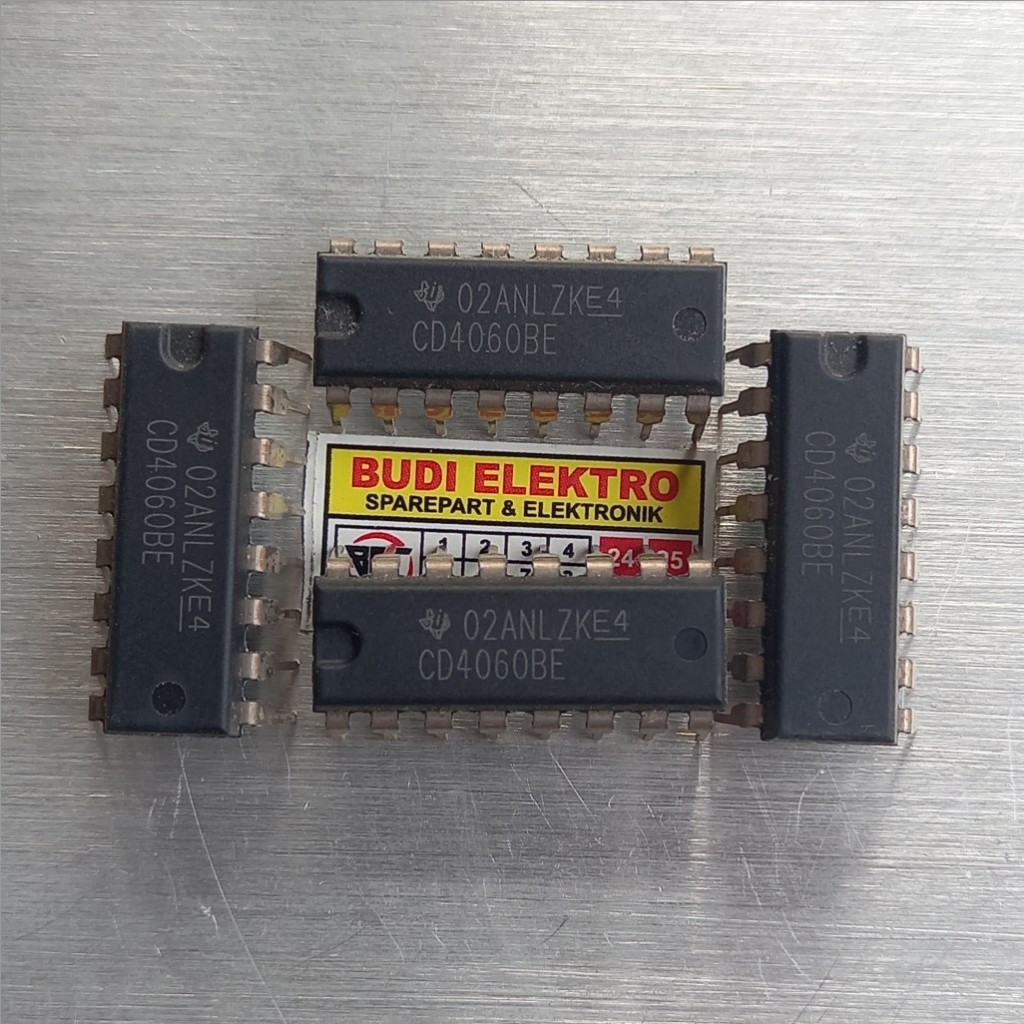 02ANLZKE4
CD4060BE
02ANLZKE4
CD4060BE
02ANLZKE4
CD4060BE
BUDI ELEKTRO
SPAREPART & ELEKTRONIK
1 2 3 4 24 25
02ANLZKE4
CD4060BE